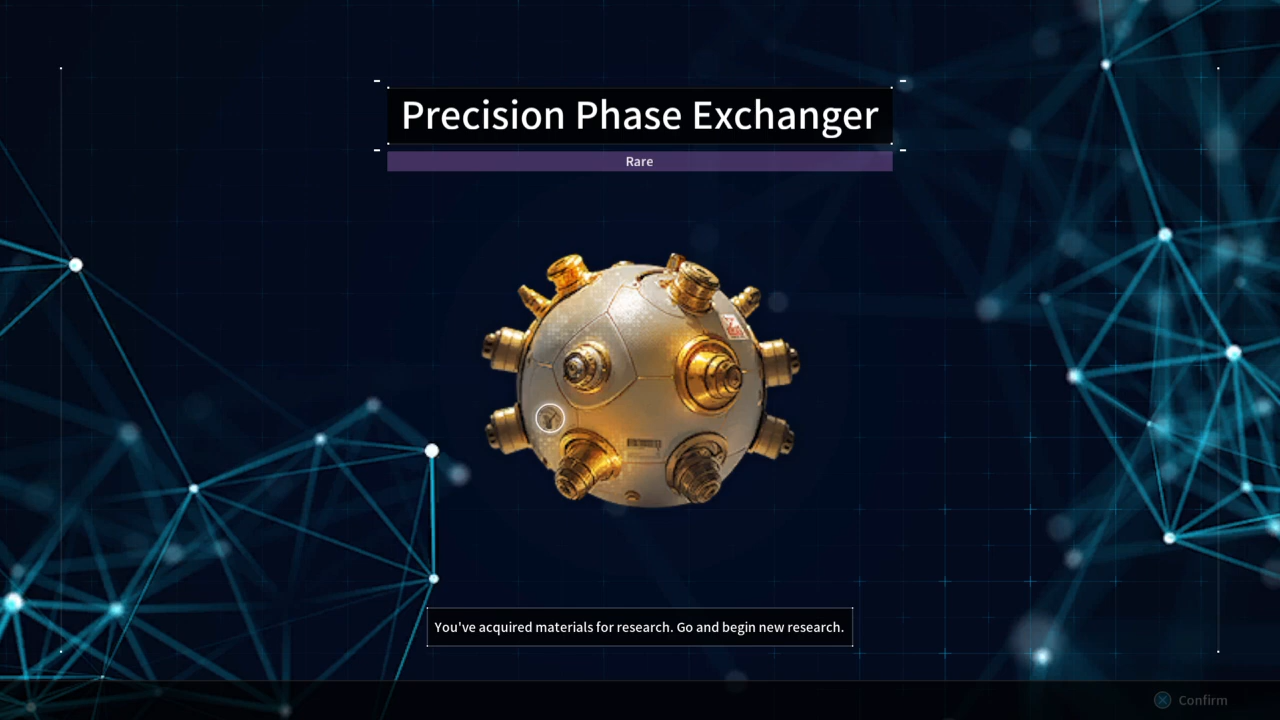 Precision Phase Exchanger
Rare
You've acquired materials for research. Go and begin new research.
Confirm